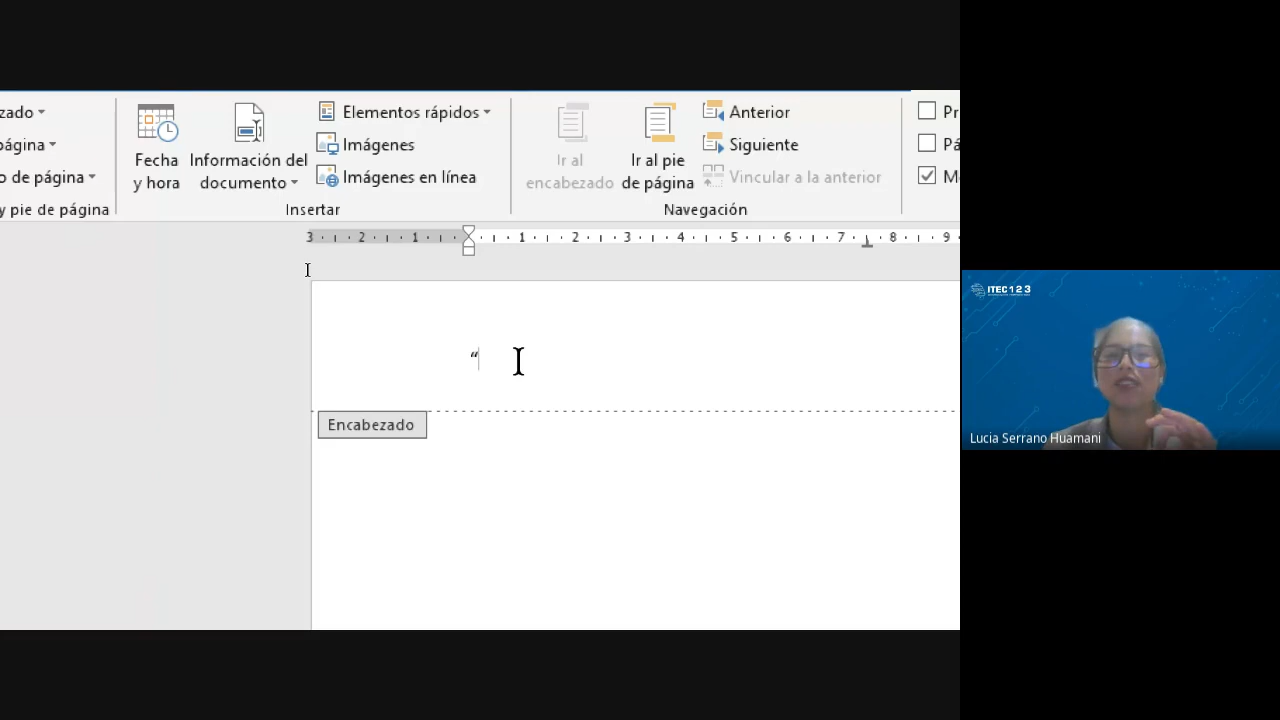 zado
página
o de página
y pie de página
Fecha
y hora
Información del
documento
Elementos rápidos
Imágenes
Imágenes en línea
Insertar
Ir al
encabezado
Ir al pie
de página
Anterior
Siguiente
Vincular a la anterior
Navegación
Pr
Pá
M
3 2 1 1 2 3 4 5 6 7 8 9
“
Encabezado
ITEC123
Lucia Serrano Huamani